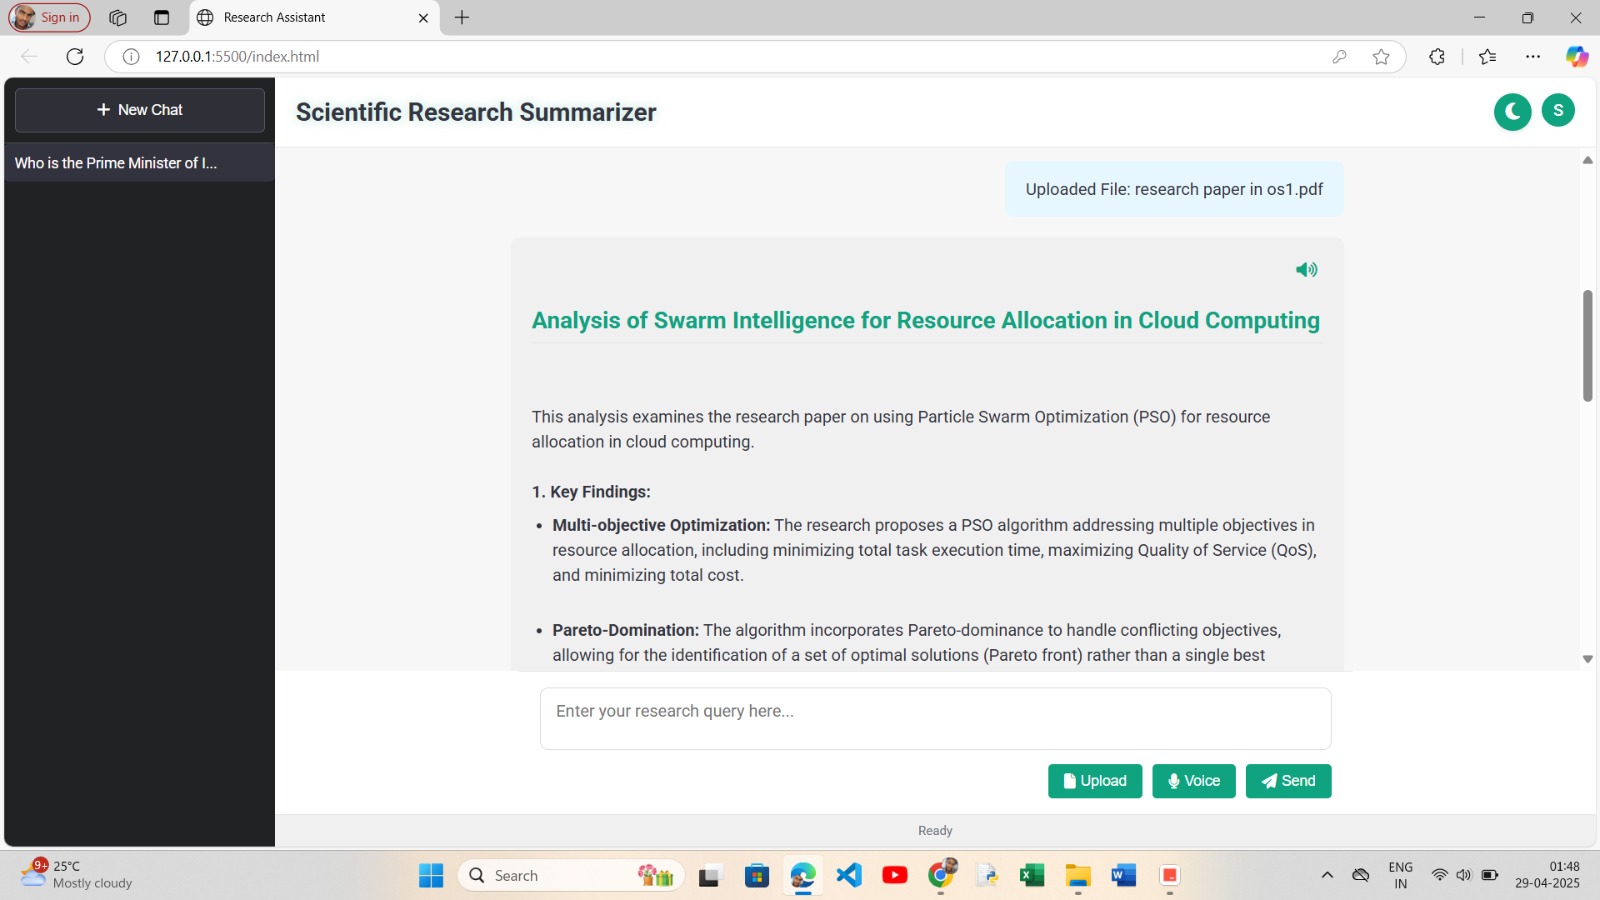 Sign in
Research Assistant
127.0.0.1:5500/index.html
New Chat
Scientific Research Summarizer
S
Who is the Prime Minister of I...
Uploaded File: research paper in os1.pdf
Analysis of Swarm Intelligence for Resource Allocation in Cloud Computing
This analysis examines the research paper on using Particle Swarm Optimization (PSO) for resource
allocation in cloud computing.
1. Key Findings:
• Multi-objective Optimization: The research proposes a PSO algorithm addressing multiple objectives in
resource allocation, including minimizing total task execution time, maximizing Quality of Service (QoS),
and minimizing total cost.
• Pareto-Domination: The algorithm incorporates Pareto-dominance to handle conflicting objectives,
allowing for the identification of a set of optimal solutions (Pareto front) rather than a single best
Enter your research query here...
Upload
Voice
Send
Ready
9+
25°C
Mostly cloudy
Search
ENG
IN
01:48
29-04-2025